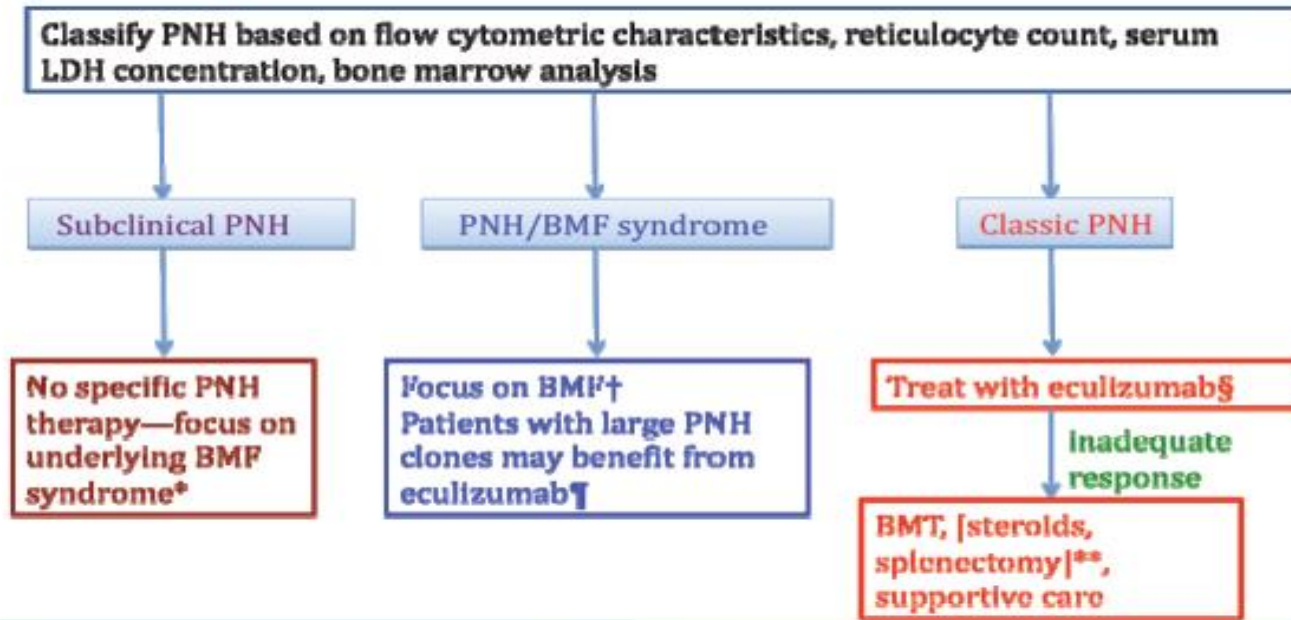 Classify PNH based on flow cytometric characteristics, reticulocyte count, serum
LDH concentration, bone marrow analysis
Subclinical PNH
PNH/BMF syndrome
Classic PNH
No specific PNH
therapy—focus on
underlying BMF
syndrome*
Focus on BMF†
Patients with large PNH
clones may benefit from
eculizumab¶
Treat with eculizumab§
inadequate
response
BMT, [steroids,
splenectomy]**,
supportive care